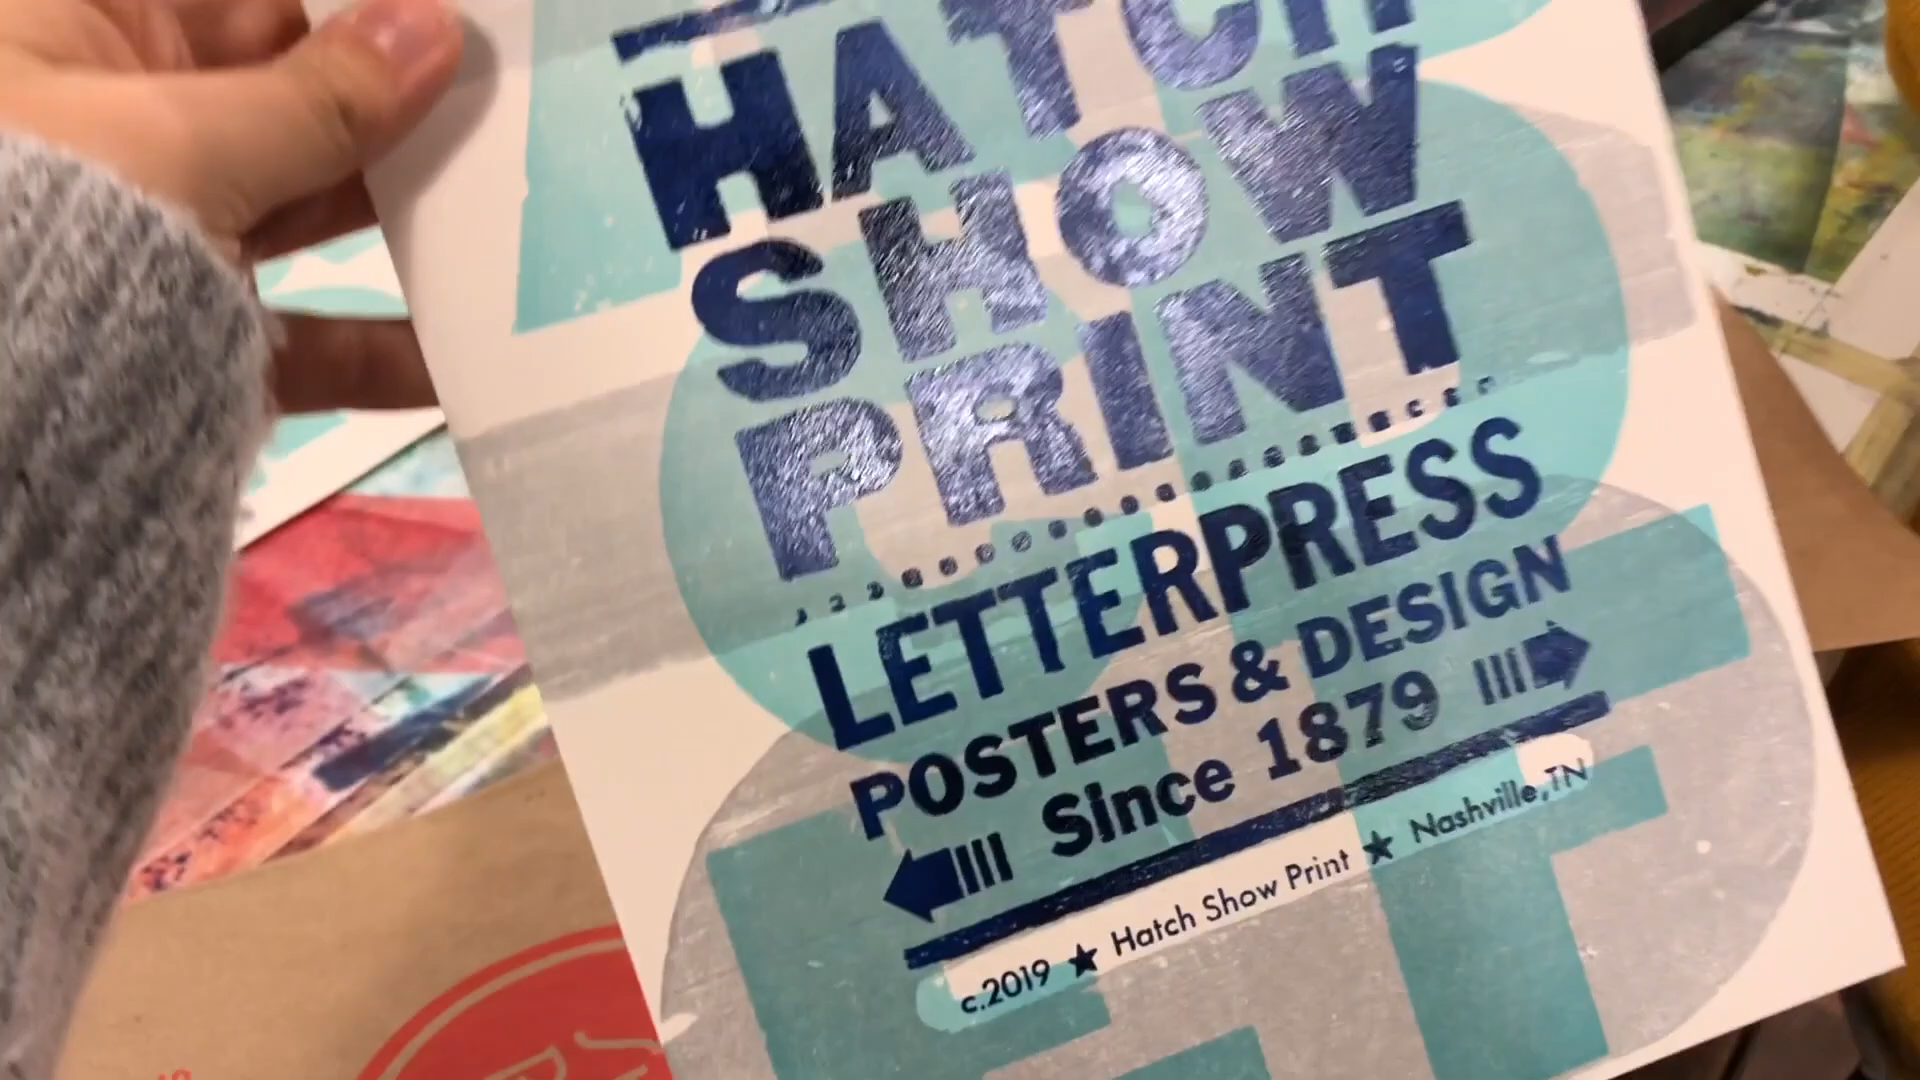 HATCH
SHOW
PRINT
LETTERPRESS
POSTERS & DESIGN
Since 1879
c.2019 ★ Hatch Show Print ★ Nashville, TN